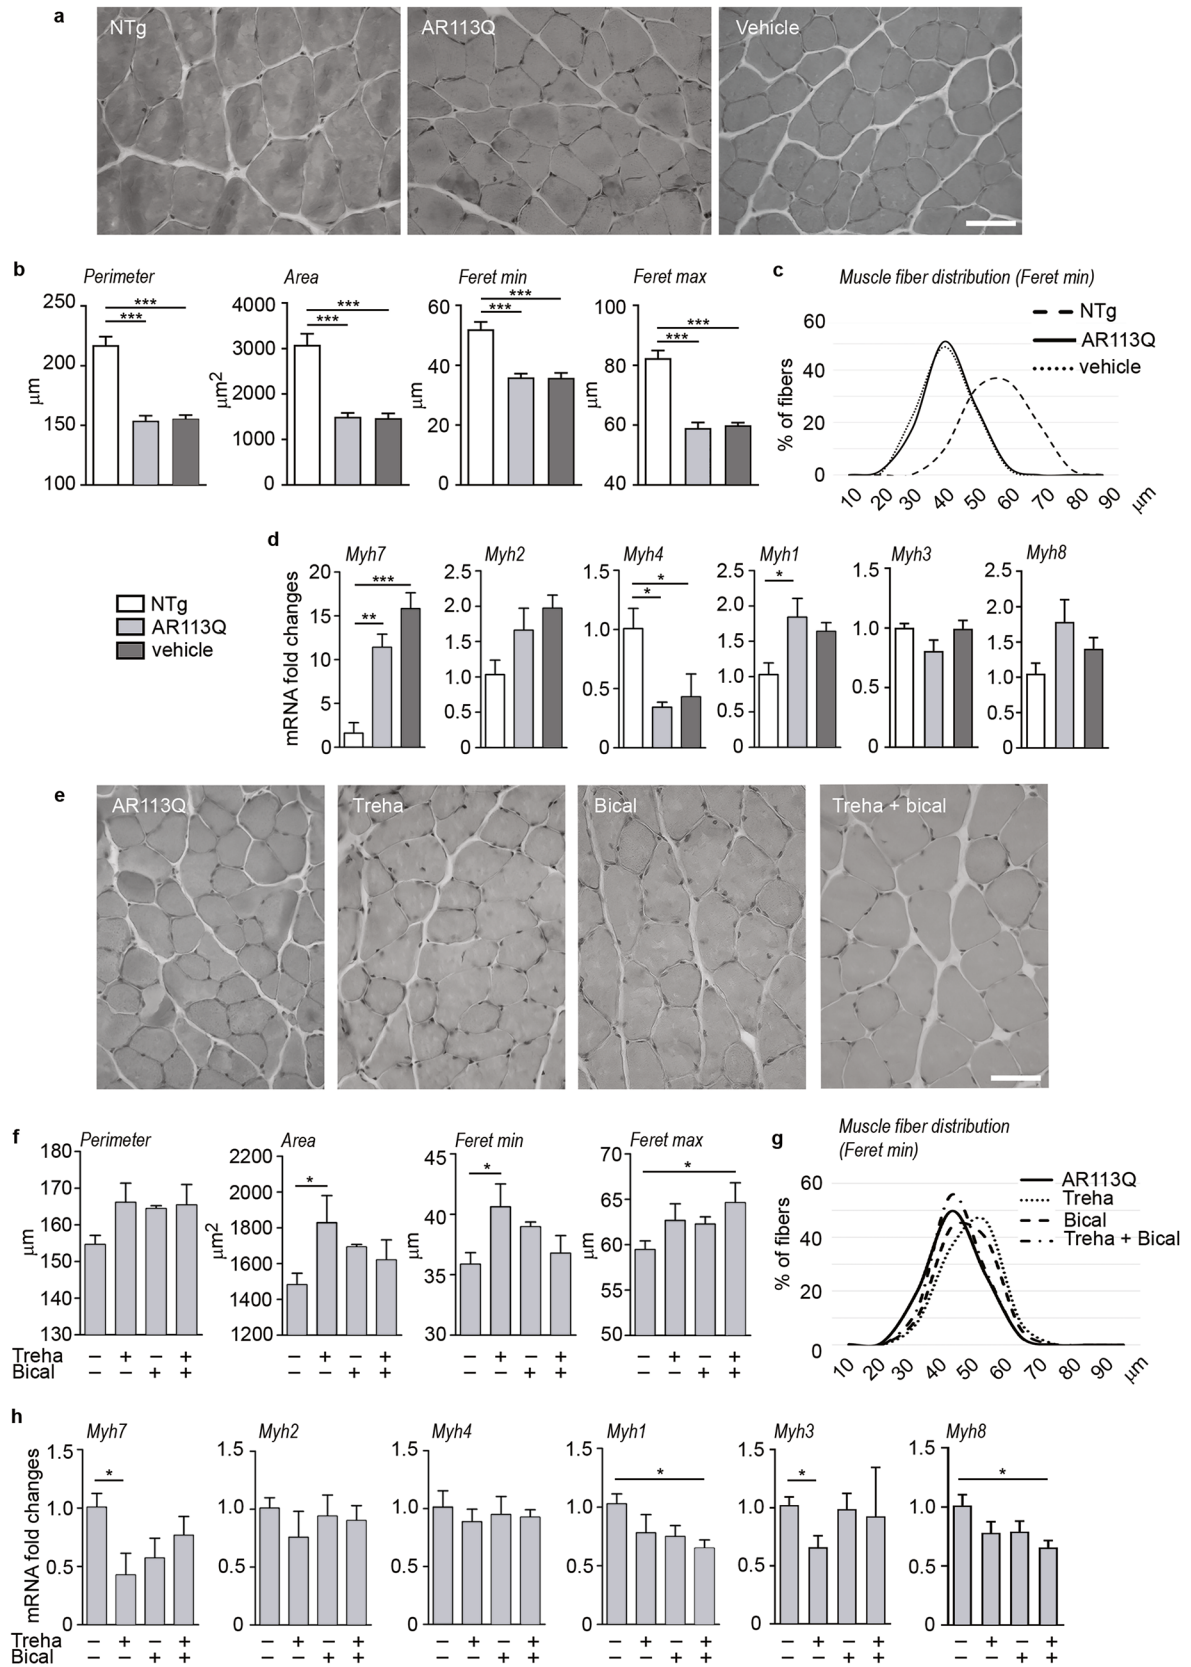 a
NTg
AR113Q
Vehicle
b
Perimeter
Area
Feret min
Feret max
c
Muscle fiber distribution (Feret min)
250
200
150
100
μm
***
***
4000
3000
2000
1000
0
μm2
***
***
60
40
20
0
μm
***
***
100
80
60
40
μm
***
***
60
40
20
0
% of fibers
NTg
AR113Q
vehicle
10 20 30 40 50 60 70 80 90 μm
d
NTg
AR113Q
vehicle
mRNA fold changes
Myh7
20
15
10
5
0
***
**
Myh2
2.5
2.0
1.5
1.0
0.5
0
Myh4
1.5
1.0
0.5
0
*
*
Myh1
2.5
2.0
1.5
1.0
0.5
0
*
Myh3
1.5
1.0
0.5
0
Myh8
2.5
2.0
1.5
1.0
0.5
0
e
AR113Q
Treha
Bical
Treha + bical
f
Perimeter
180
170
160
150
140
130
μm
Area
2200
2000
1800
1600
1400
1200
μm2
*
Feret min
45
40
35
30
μm
*
Feret max
70
65
60
55
50
μm
*
Treha – + – + – + – + – + – + – + – +
Bical – – + + – – + + – – + + – – + +
g
Muscle fiber distribution
(Feret min)
60
40
20
0
% of fibers
AR113Q
Treha
Bical
Treha + Bical
10 20 30 40 50 60 70 80 90 μm
h
mRNA fold changes
Myh7
1.5
1.0
0.5
0
*
Myh2
1.5
1.0
0.5
0
Myh4
1.5
1.0
0.5
0
Myh1
1.5
1.0
0.5
0
*
Myh3
1.5
1.0
0.5
0
*
Myh8
1.5
1.0
0.5
0
*
Treha – + – + – + – + – + – + – + – + – + – + – + – +
Bical – – + + – – + + – – + + – – + + – – + + – – + +